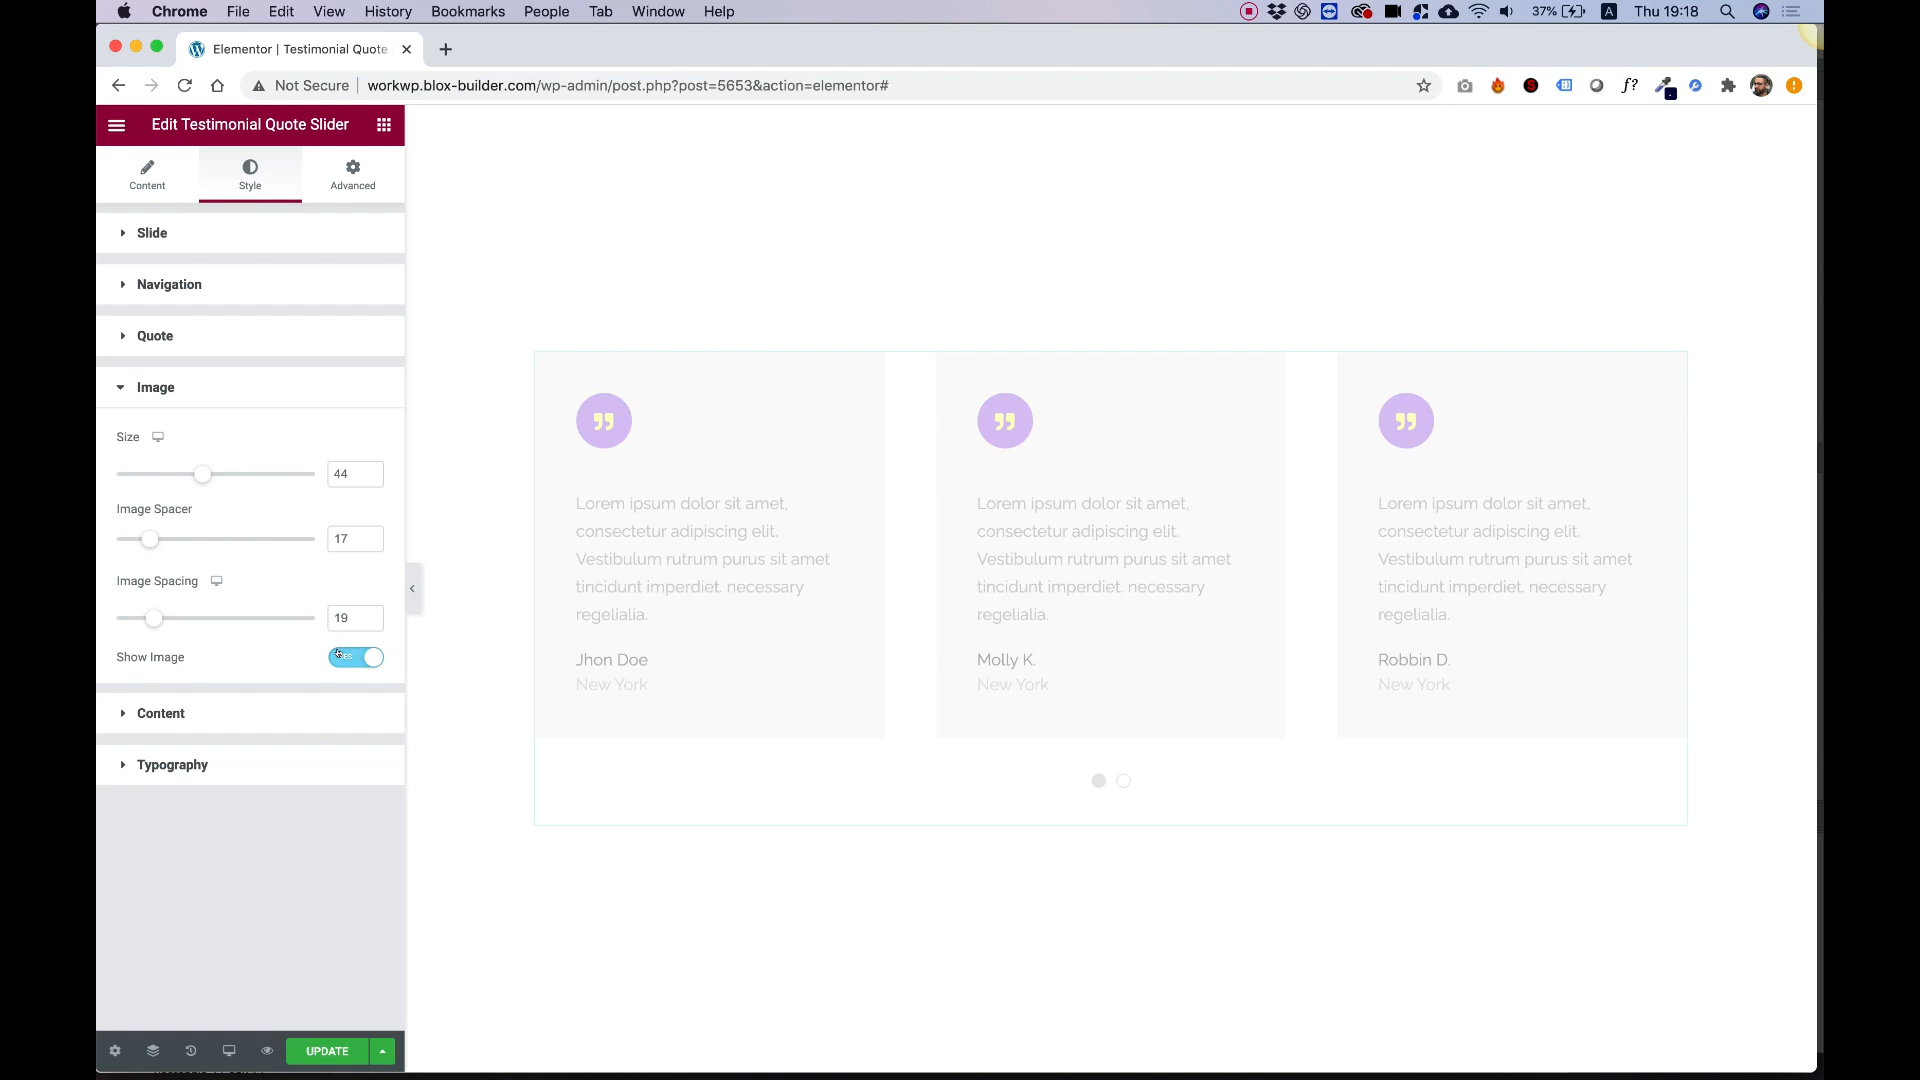 Chrome File Edit View History Bookmarks People Tab Window Help 37% A Thu 19:18
Elementor | Testimonial Quote
Not Secure workwp.blox-builder.com/wp-admin/post.php?post=5653&action=elementor# f?
Edit Testimonial Quote Slider
Content Style Advanced
Slide
Navigation
Quote
Image
Size
44
Image Spacer
17
Image Spacing
19
Show Image
Content
Typography
UPDATE
Lorem ipsum dolor sit amet,
consectetur adipiscing elit.
Vestibulum rutrum purus sit amet
tincidunt imperdiet. necessary
regelialia.
Jhon Doe
New York
Lorem ipsum dolor sit amet,
consectetur adipiscing elit.
Vestibulum rutrum purus sit amet
tincidunt imperdiet. necessary
regelialia.
Molly K.
New York
Lorem ipsum dolor sit amet,
consectetur adipiscing elit.
Vestibulum rutrum purus sit amet
tincidunt imperdiet. necessary
regelialia.
Robbin D.
New York